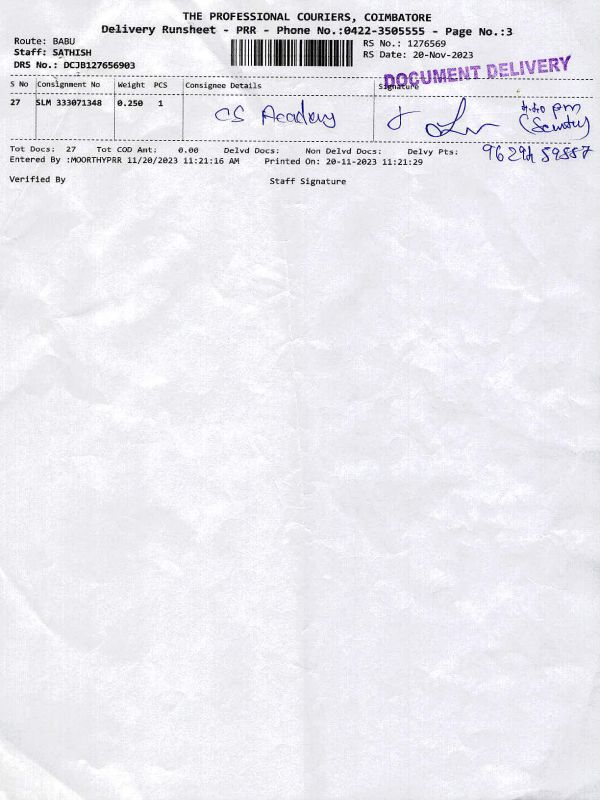 THE PROFESSIONAL COURIERS, COIMBATORE
Delivery Runsheet - PRR - Phone No.:0422-3505555 - Page No.:3
Route: BABU
Staff: SATHISH
DRS No.: DCJB127656903
RS No.: 1276569
RS Date: 20-Nov-2023
DOCUMENT DELIVERY
S No Consignment No Weight PCS Consignee Details Signature
27 SLM 333071348 0.250 1 CS Academy 4.40 pm
Tot Docs: 27 Tot COD Amt: 0.00 Delvd Docs: Non Delvd Docs: Delvy Pts:
Entered By :MOORTHYPRR 11/20/2023 11:21:16 AM Printed On: 20-11-2023 11:21:29
Verified By Staff Signature